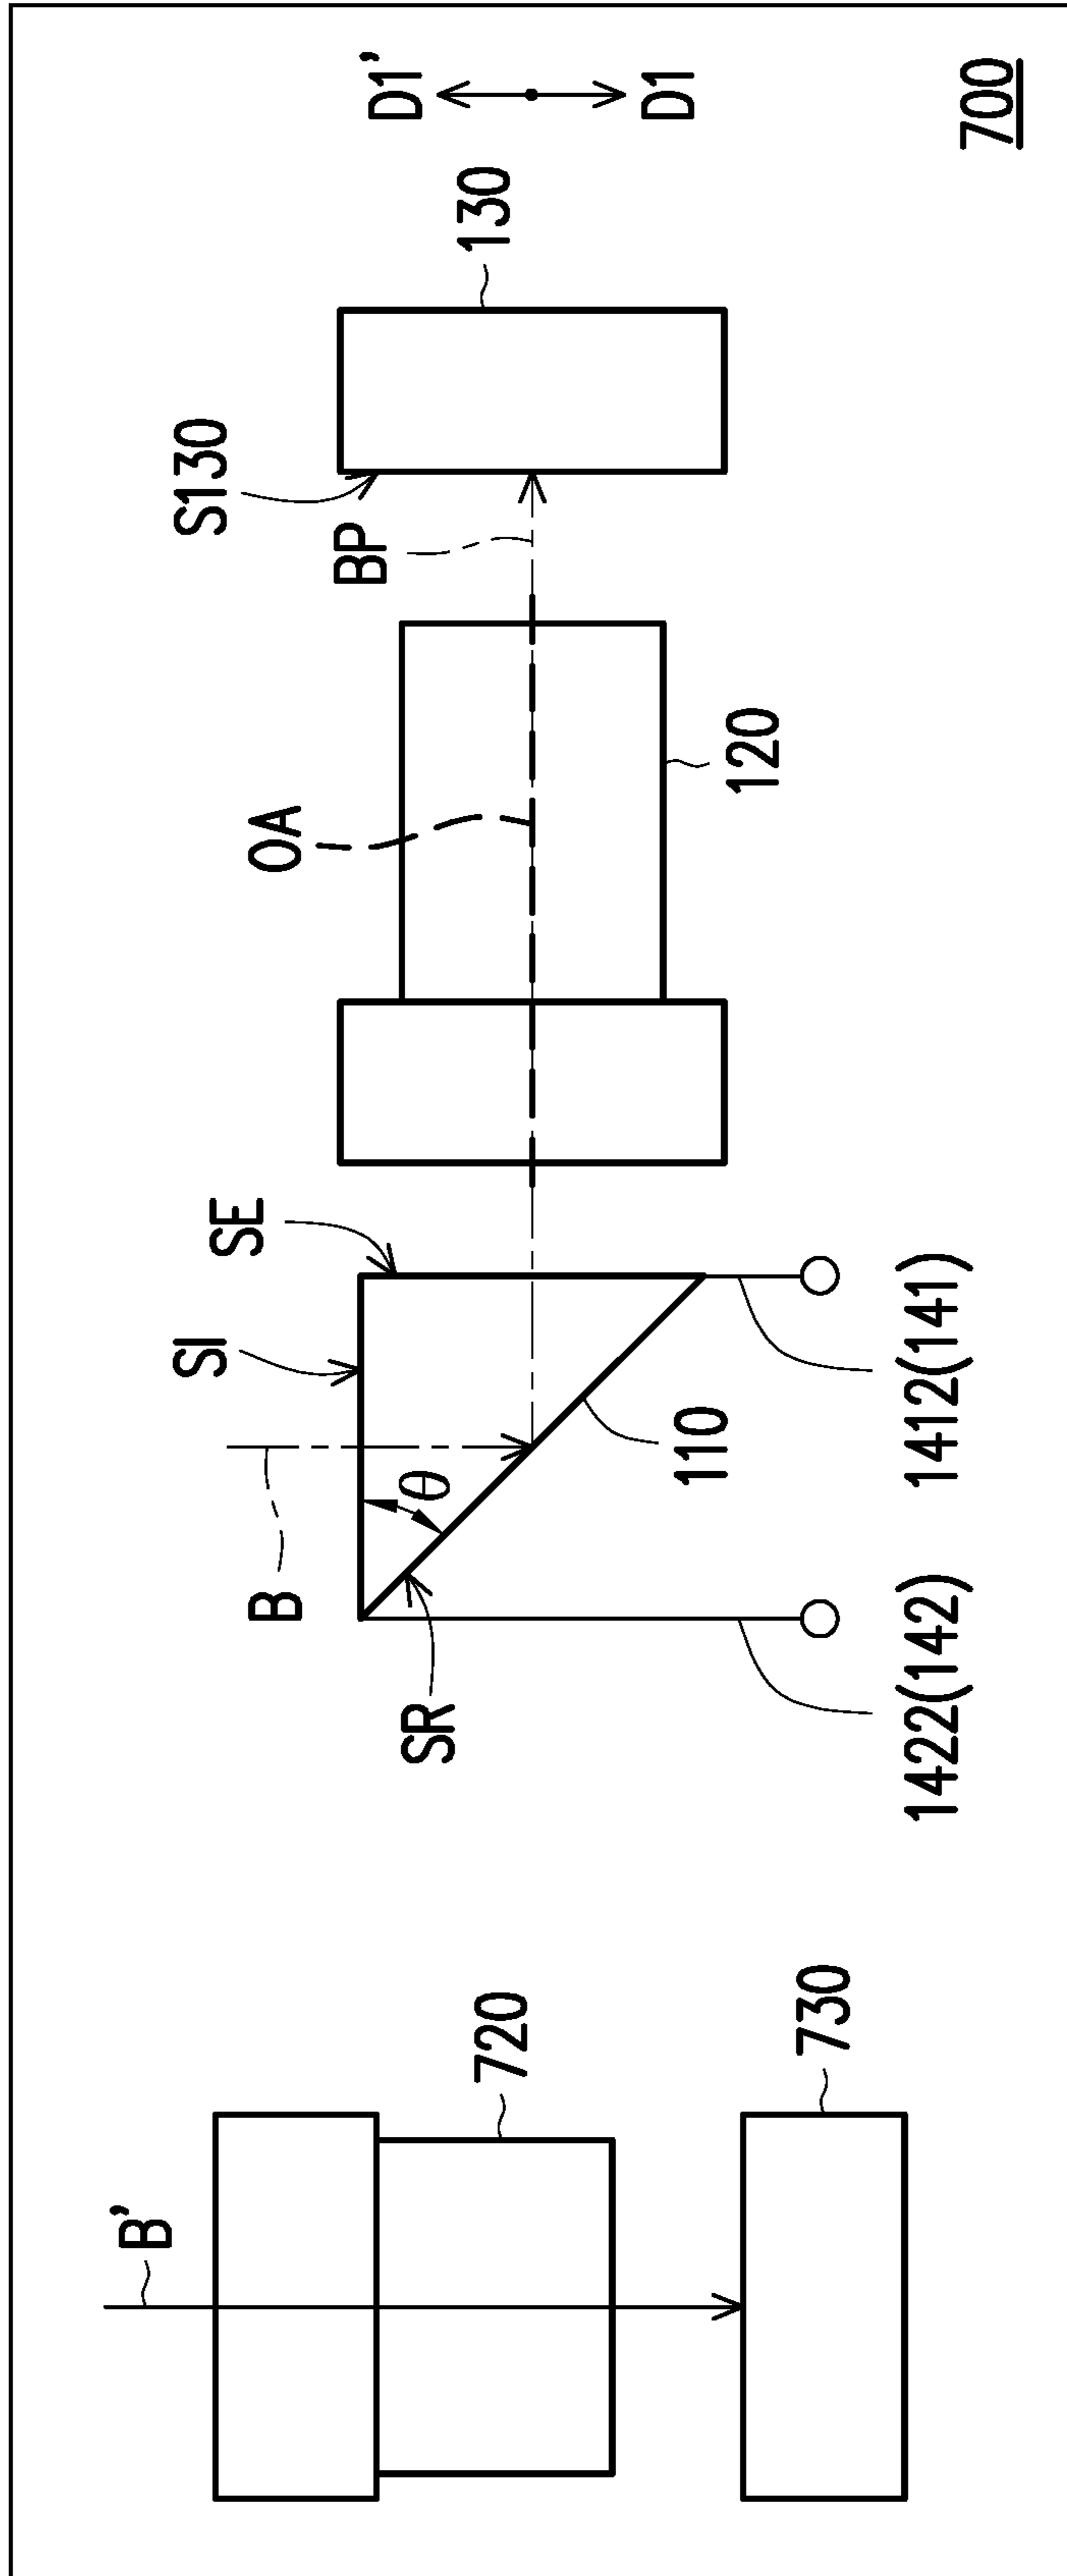 B'
720
730
B
SI
SE
θ
SR
110
1422(142)
1412(141)
OA
120
BP
S130
130
D1'
D1
700